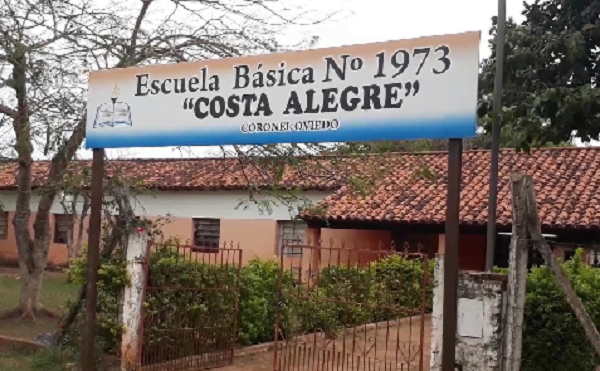 Escuela Básica Nº 1973
“COSTA ALEGRE”
CORONEL OVIEDO